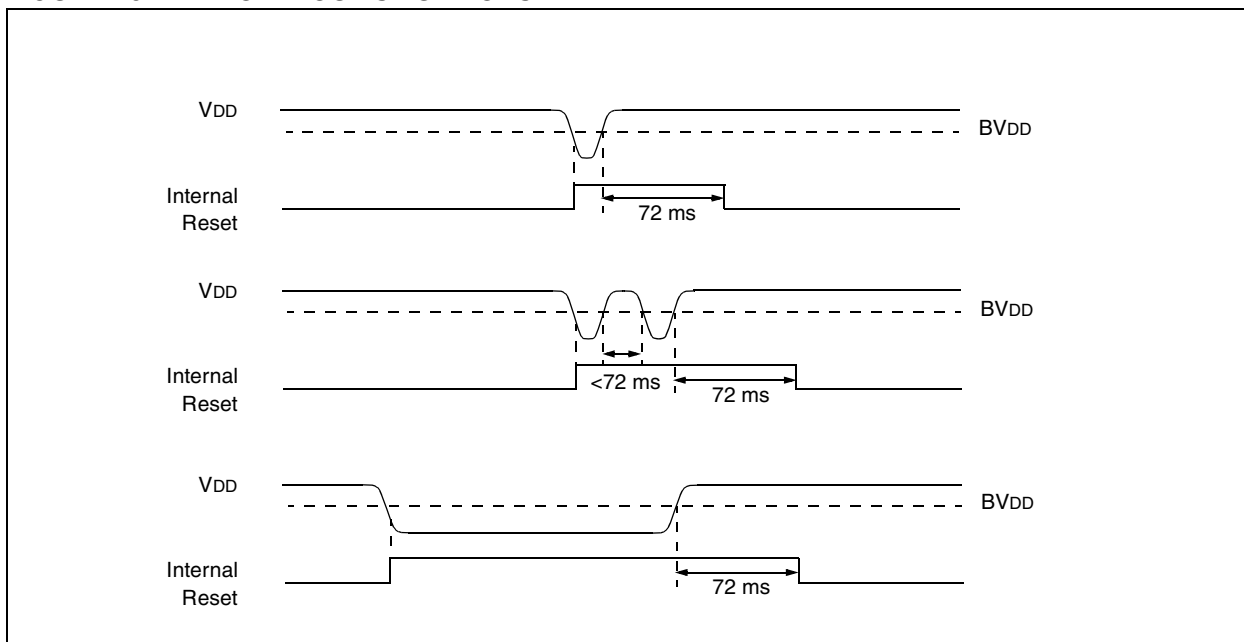 VDD
BVDD
Internal
Reset
72 ms
VDD
BVDD
Internal
Reset
<72 ms
72 ms
VDD
BVDD
Internal
Reset
72 ms